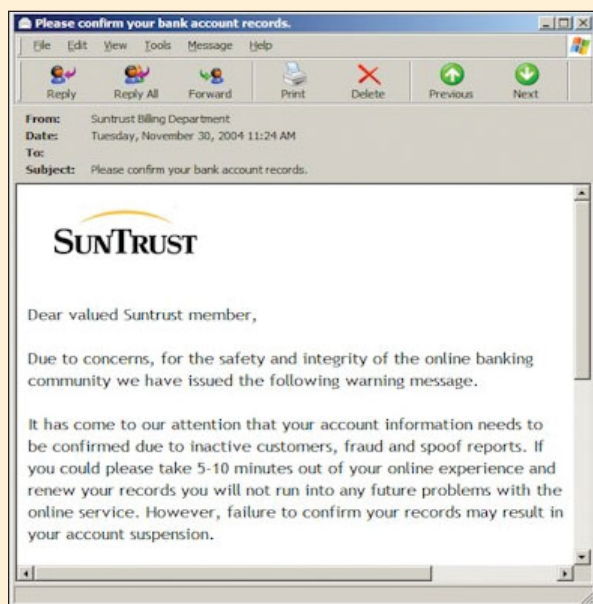 Please confirm your bank account records.
File Edit View Tools Message Help
Reply Reply All Forward Print Delete Previous Next
From: Suntrust Billing Department
Date: Tuesday, November 30, 2004 11:24 AM
To:
Subject: Please confirm your bank account records.
SUNTRUST
Dear valued Suntrust member,
Due to concerns, for the safety and integrity of the online banking
community we have issued the following warning message.
It has come to our attention that your account information needs to
be confirmed due to inactive customers, fraud and spoof reports. If
you could please take 5-10 minutes out of your online experience and
renew your records you will not run into any future problems with the
online service. However, failure to confirm your records may result in
your account suspension.